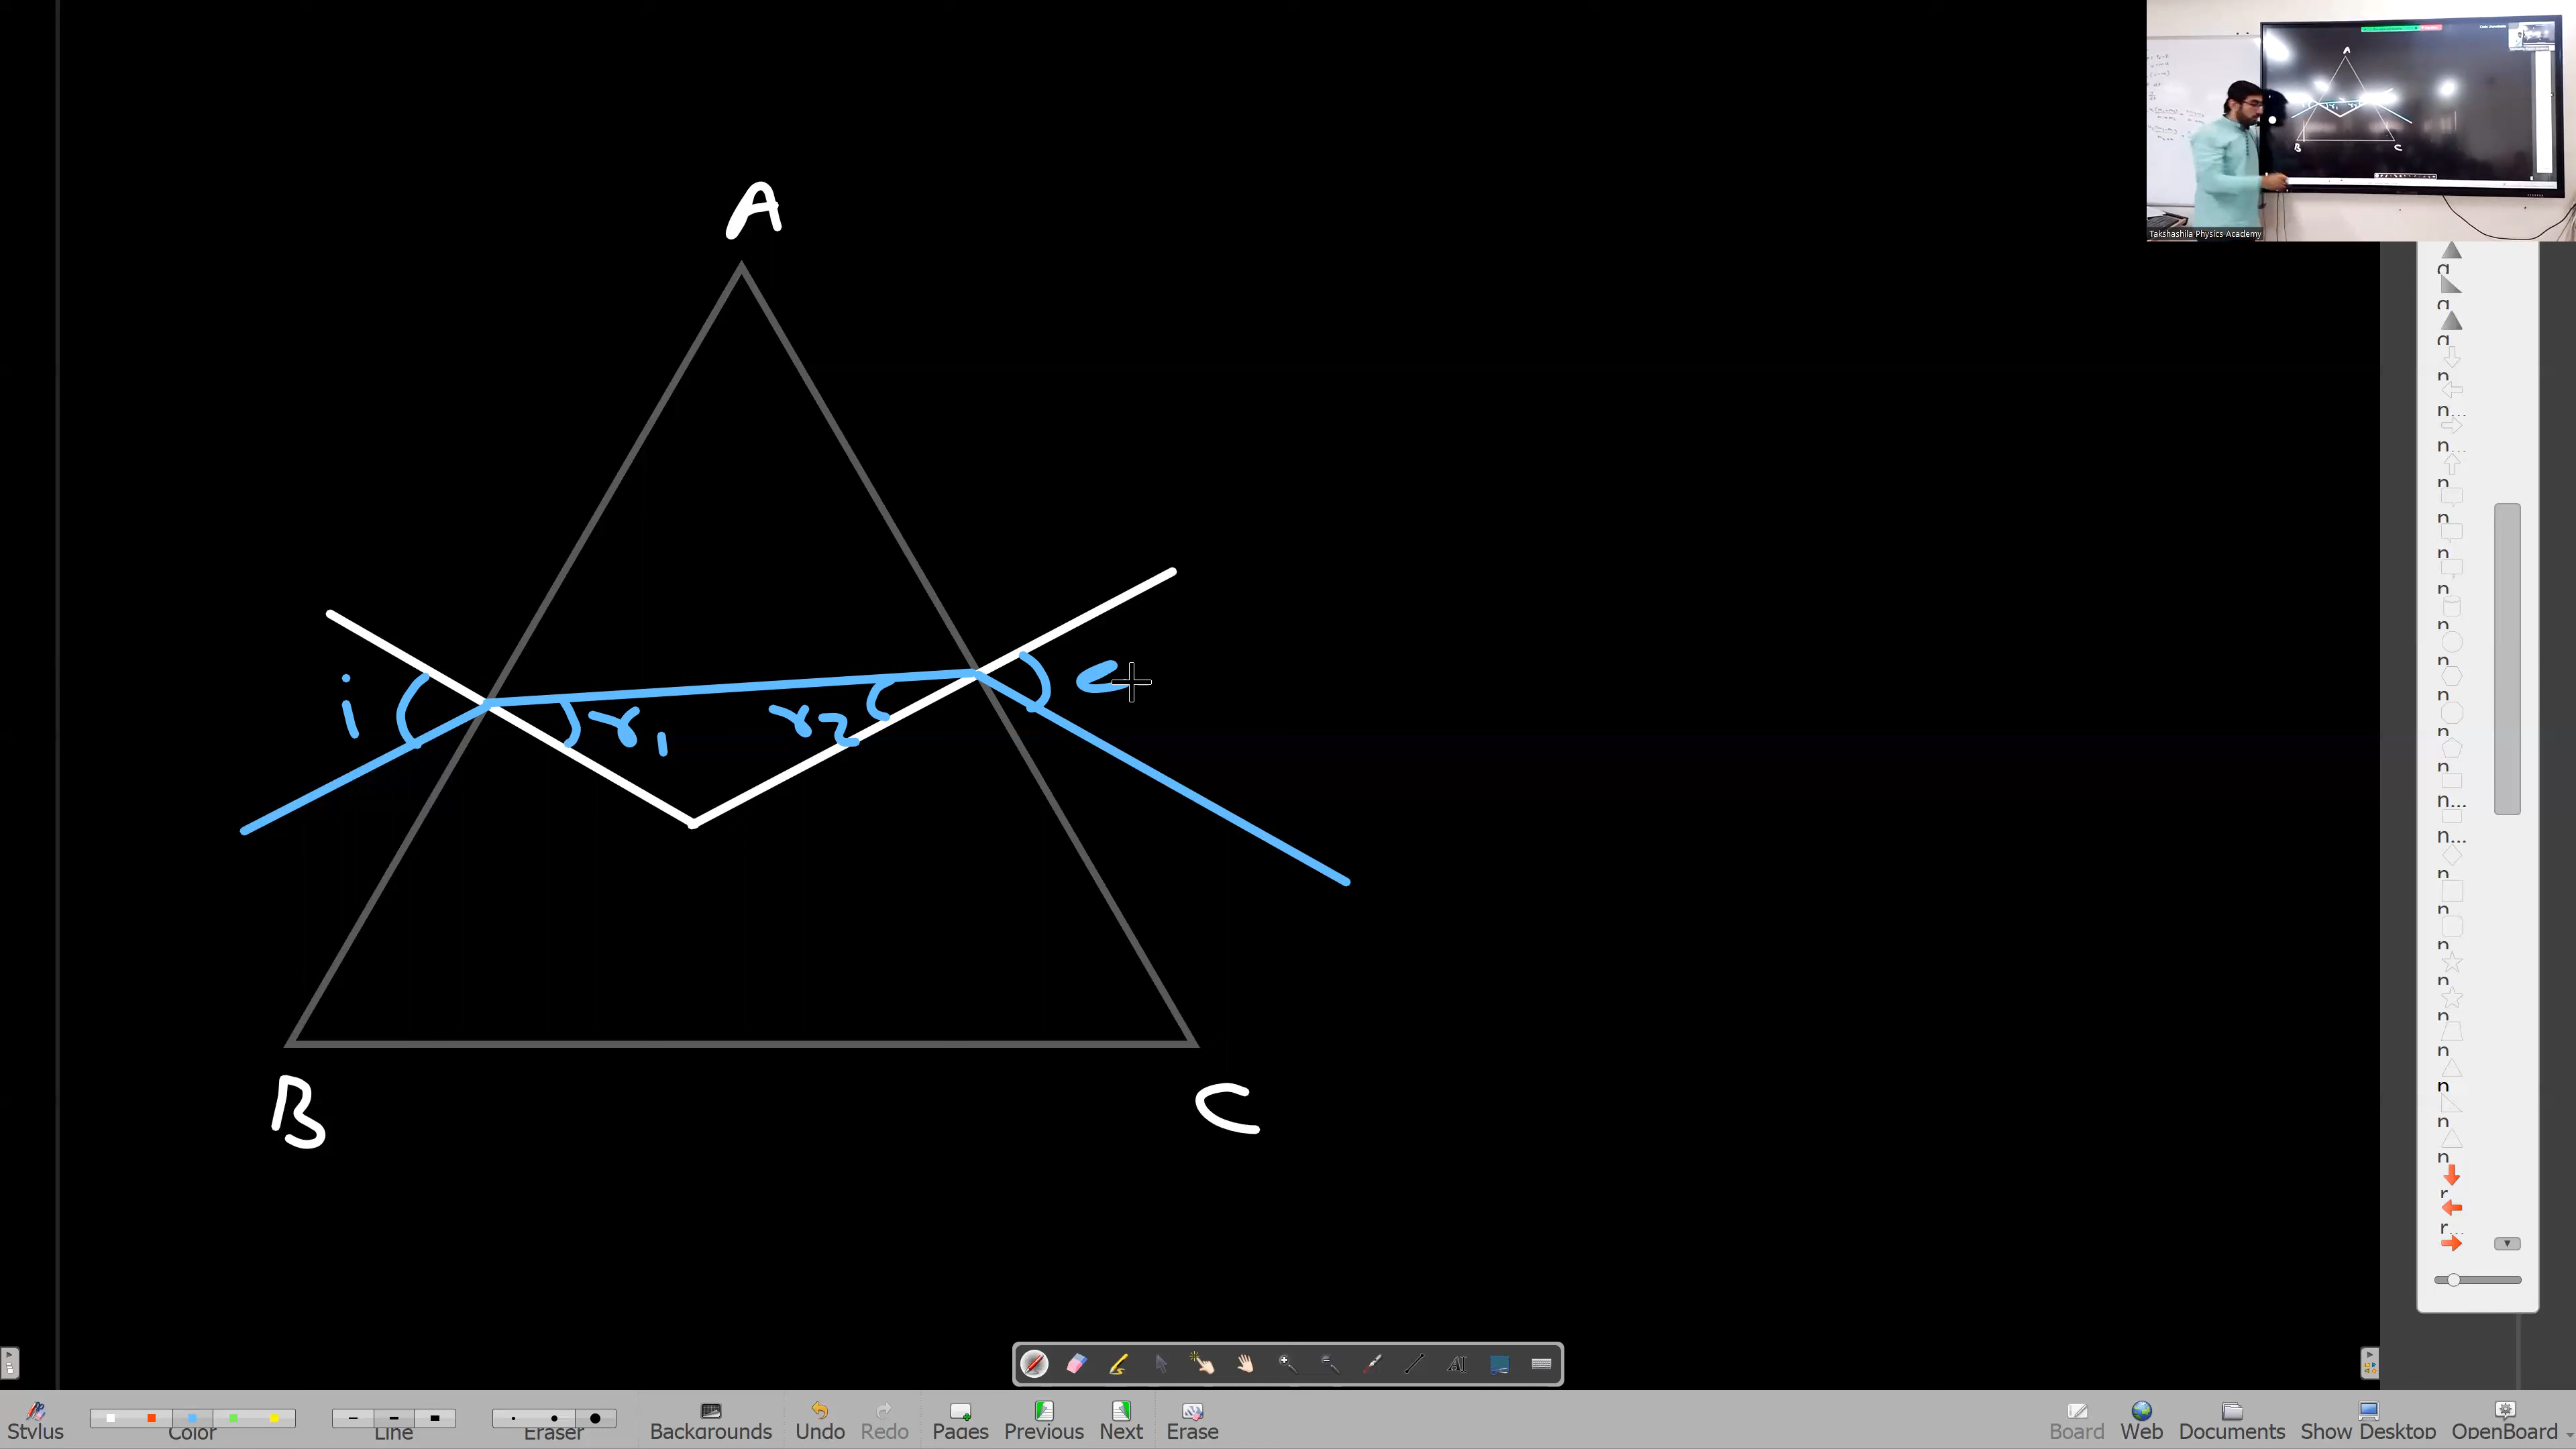 A
i
r1
r2
e
B
C
Takshashila Physics Academy
Stylus
Color
Line
Eraser
Backgrounds
Undo
Redo
Pages
Previous
Next
Erase
Board
Web
Documents
Show Desktop
OpenBoard